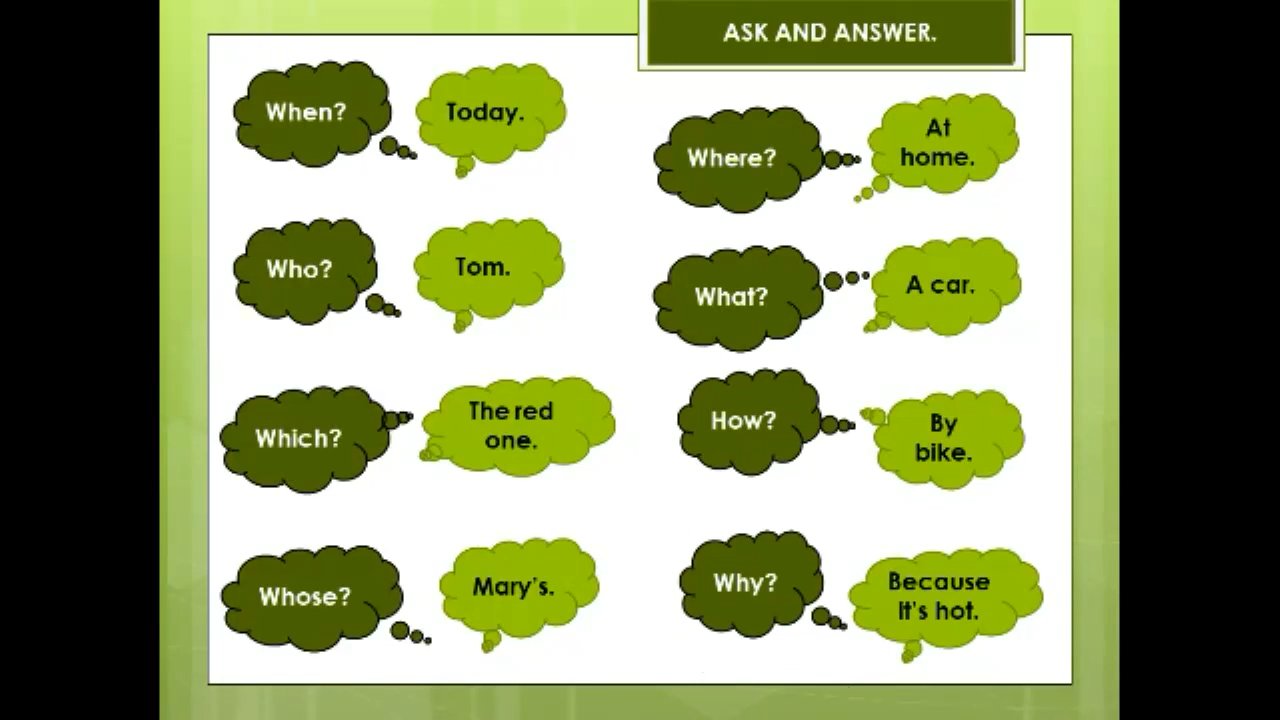 ASK AND ANSWER.
When?
Today.
Where?
At
home.
Who?
Tom.
What?
A car.
Which?
The red
one.
How?
By
bike.
Whose?
Mary's.
Why?
Because
it's hot.